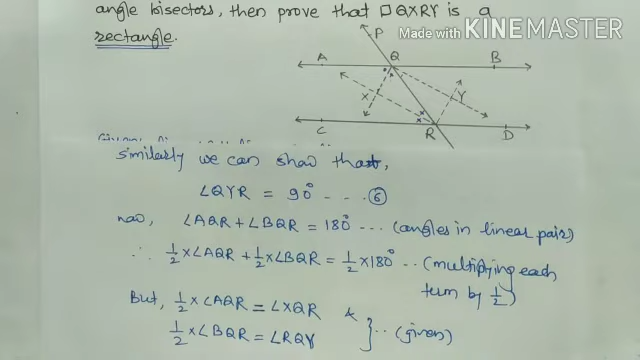 angle bisectors, then prove that □QXRY is a
rectangle.
Made with KINEMASTER
P
A Q B
X Y
C R D
Similarly we can show that,
∠QYR = 90° --- ⑥
now, ∠AQR + ∠BQR = 180° ... (angles in linear pair)
∴ 1/2 × ∠AQR + 1/2 × ∠BQR = 1/2 × 180° .. (multiplying each
term by 1/2)
But, 1/2 × ∠AQR = ∠XQR &
1/2 × ∠BQR = ∠RQY } .. (given)